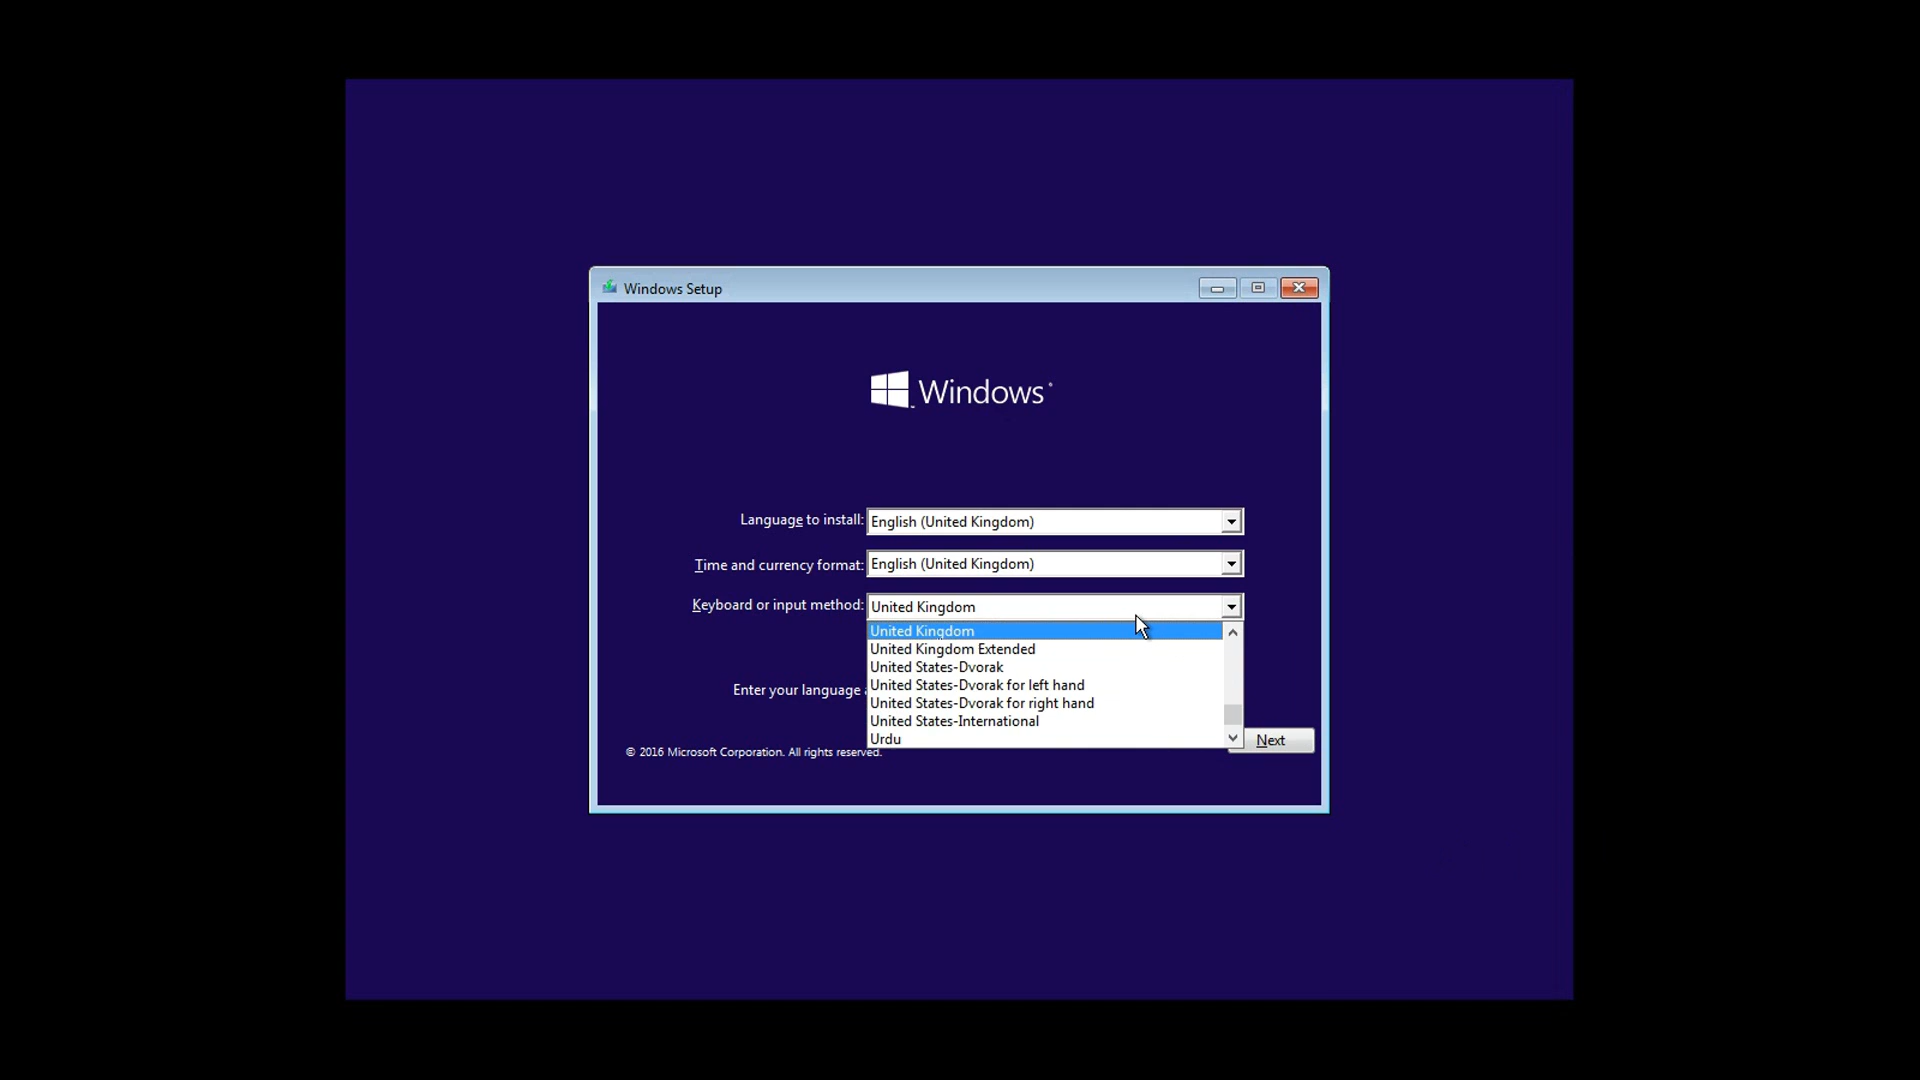 Windows Setup
Windows
Language to install: English (United Kingdom)
Time and currency format: English (United Kingdom)
Keyboard or input method: United Kingdom
United Kingdom
United Kingdom Extended
United States-Dvorak
Enter your language
United States-Dvorak for left hand
United States-Dvorak for right hand
United States-International
Urdu
Next
© 2016 Microsoft Corporation. All rights reserved.